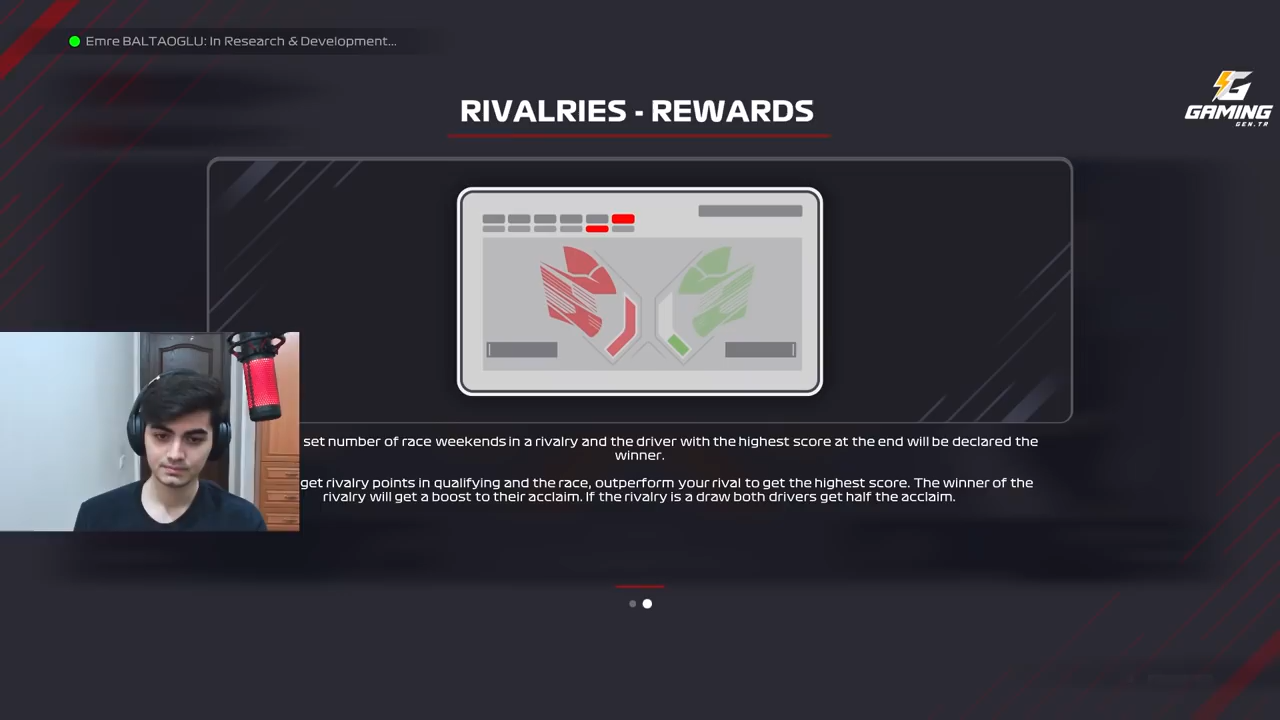 Emre BALTAOGLU: In Research & Development...
GAMING
GEN.TR
RIVALRIES - REWARDS
set number of race weekends in a rivalry and the driver with the highest score at the end will be declared the
winner.
get rivalry points in qualifying and the race, outperform your rival to get the highest score. The winner of the
rivalry will get a boost to their acclaim. If the rivalry is a draw both drivers get half the acclaim.